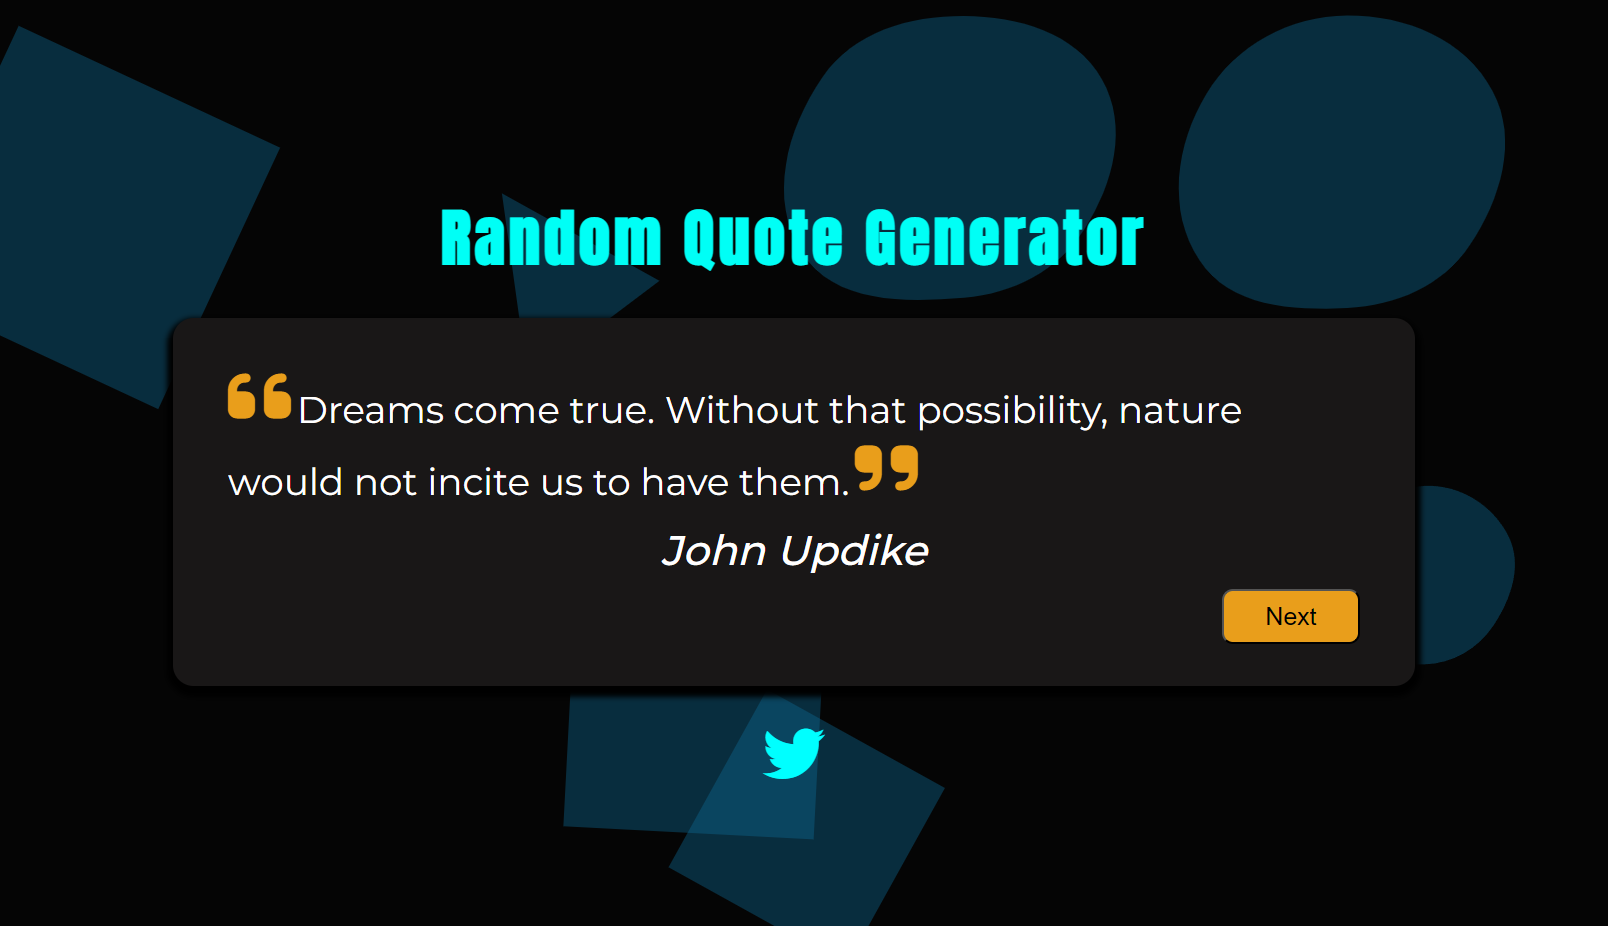 Random Quote Generator
❝Dreams come true. Without that possibility, nature
would not incite us to have them.❞
John Updike
Next